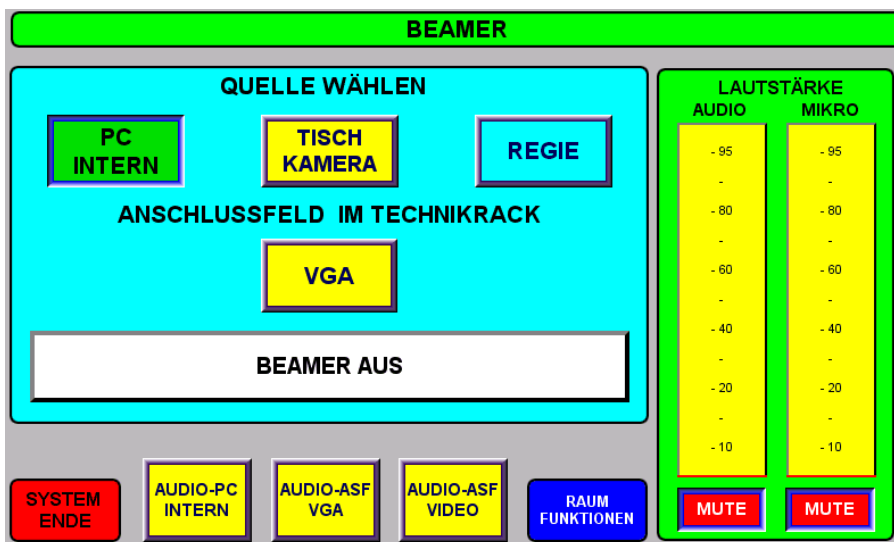 BEAMER
QUELLE WÄHLEN
PC
INTERN
TISCH
KAMERA
REGIE
ANSCHLUSSFELD IM TECHNIKRACK
VGA
BEAMER AUS
SYSTEM
ENDE
AUDIO-PC
INTERN
AUDIO-ASF
VGA
AUDIO-ASF
VIDEO
RAUM
FUNKTIONEN
LAUTSTÄRKE
AUDIO MIKRO
- 95 - 95
- -
- 80 - 80
- -
- 60 - 60
- -
- 40 - 40
- -
- 20 - 20
- -
- 10 - 10
MUTE MUTE